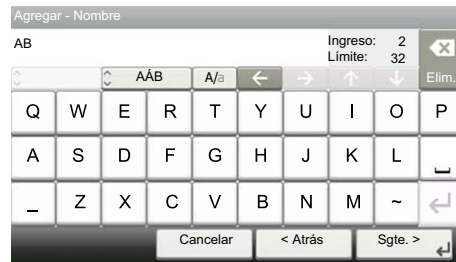 Agregar - Nombre
AB
Ingreso: 2
Límite: 32
AÁB A/a ← → ↑ ↓ Elim.
Q W E R T Y U I O P
A S D F G H J K L
_ Z X C V B N M ~
Cancelar < Atrás Sgte. >